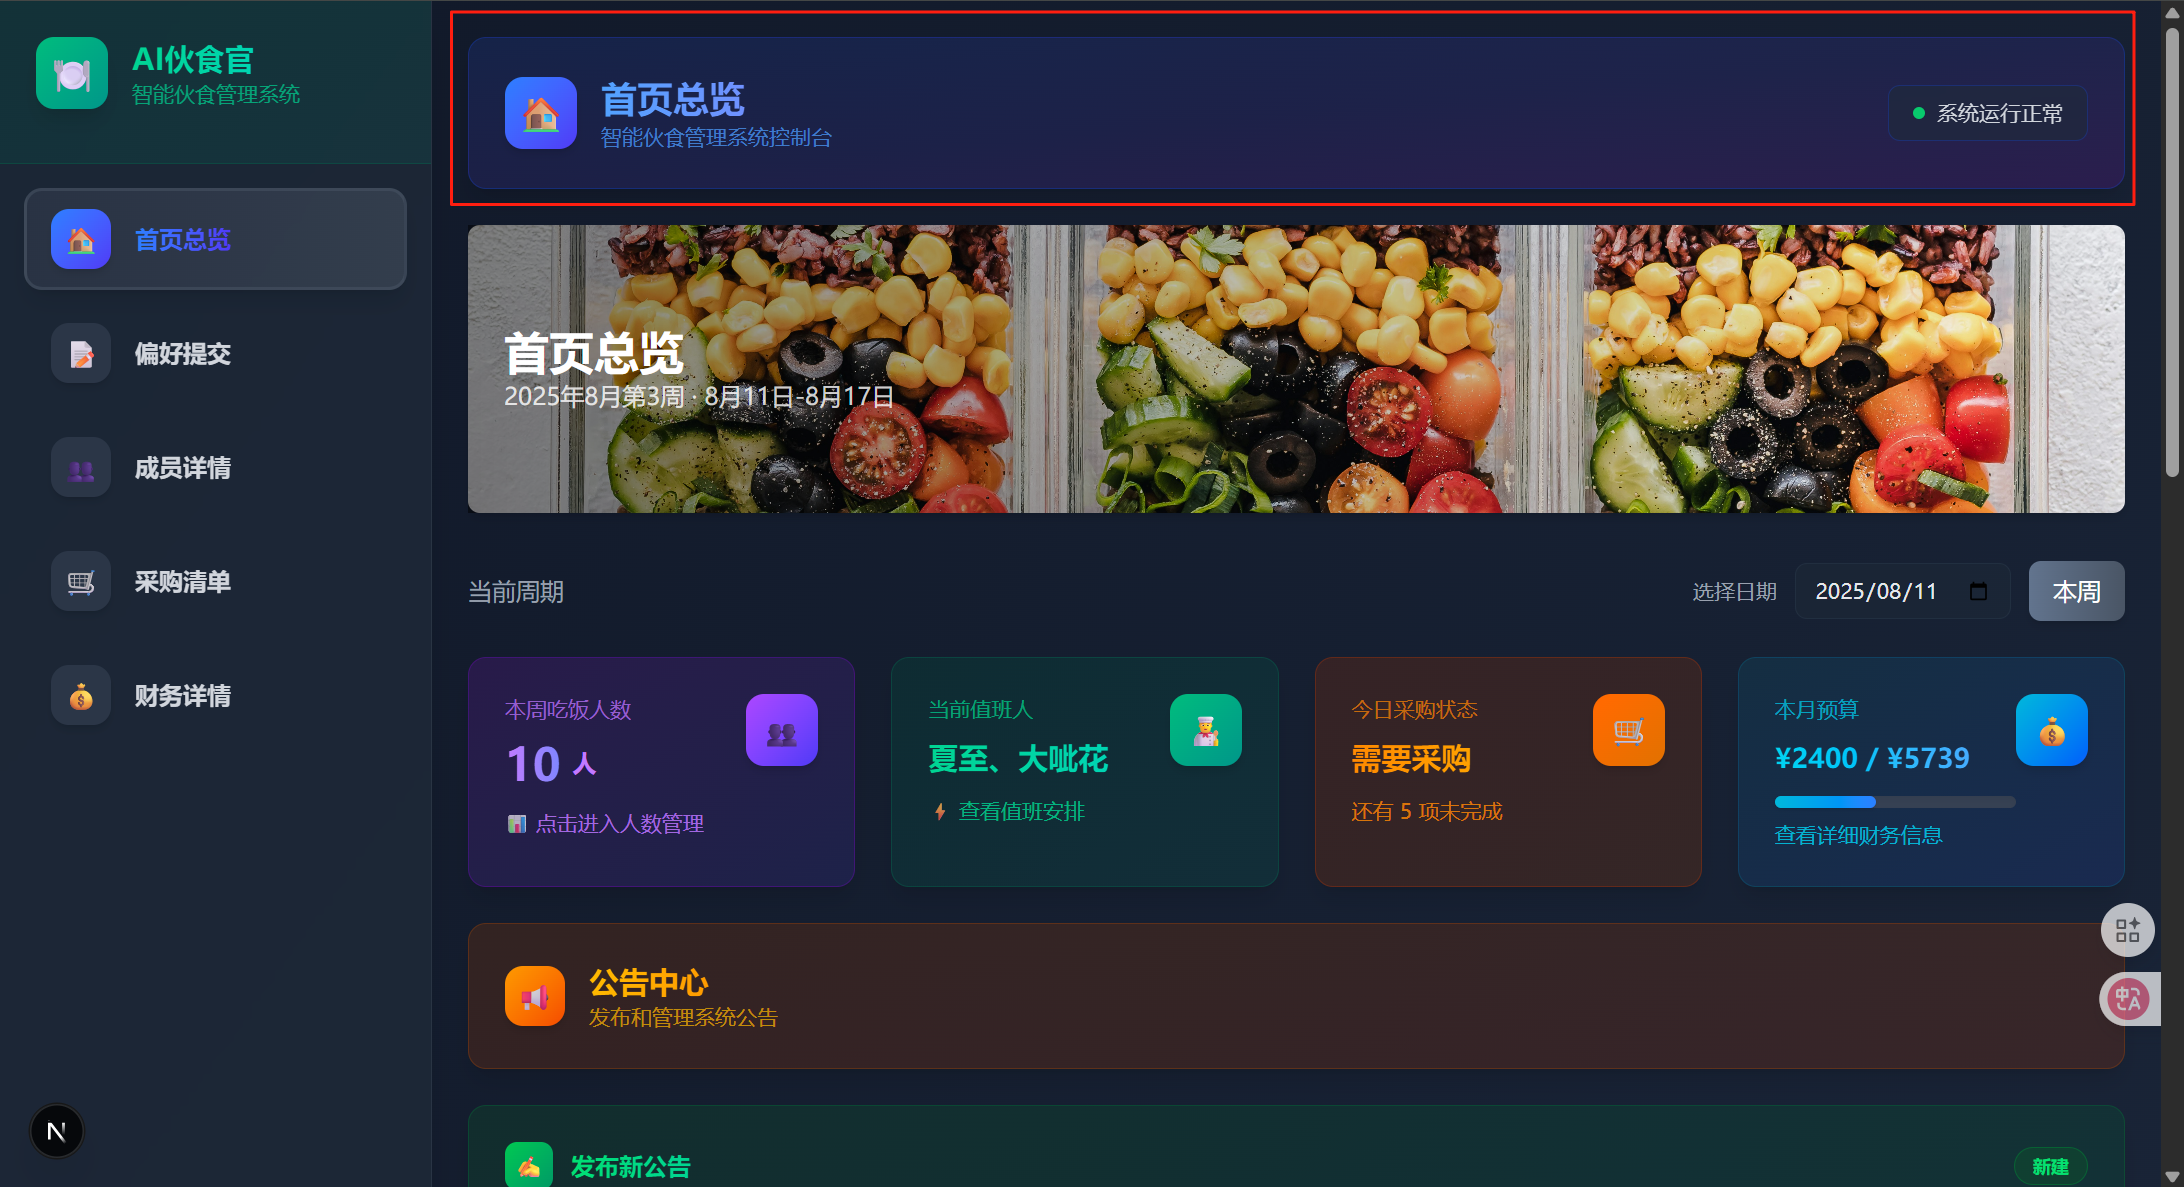 AI伙食官
智能伙食管理系统
首页总览
偏好提交
成员详情
采购清单
财务详情
首页总览
智能伙食管理系统控制台
系统运行正常
首页总览
2025年8月第3周 · 8月11日-8月17日
当前周期
选择日期
2025/08/11
本周
本周吃饭人数
10 人
点击进入人数管理
当前值班人
夏至、大呲花
查看值班安排
今日采购状态
需要采购
还有 5 项未完成
本月预算
¥2400 / ¥5739
查看详细财务信息
公告中心
发布和管理系统公告
发布新公告
新建
N
中A